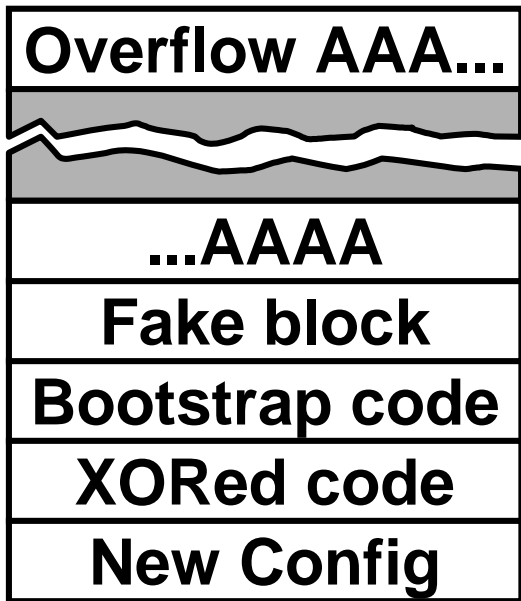 Overflow AAA...
...AAAA
Fake block
Bootstrap code
XORed code
New Config